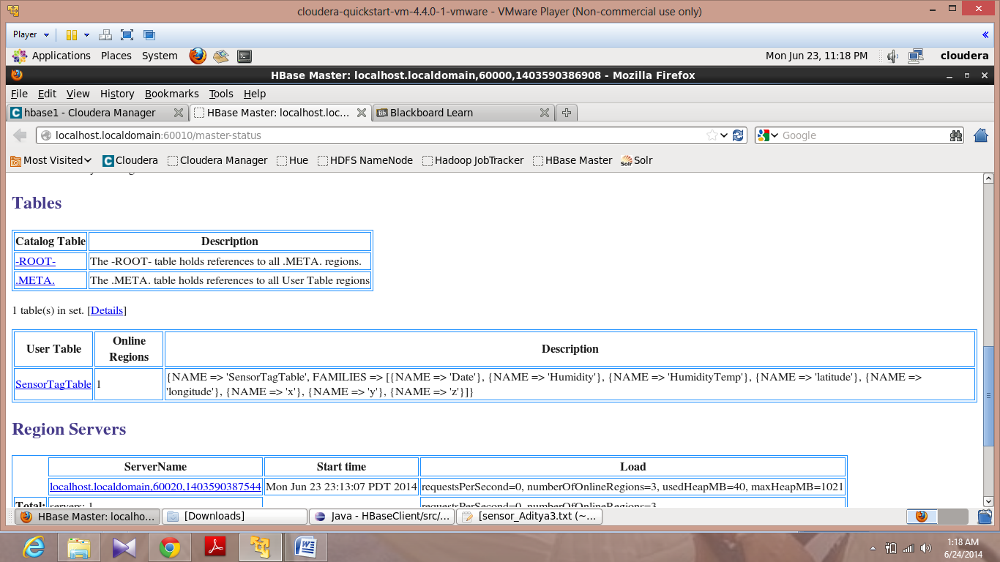 cloudera-quickstart-vm-4.4.0-1-vmware - VMware Player (Non-commercial use only)
Player
Applications Places System
Mon Jun 23, 11:18 PM
cloudera
HBase Master: localhost.localdomain,60000,1403590386908 - Mozilla Firefox
File Edit View History Bookmarks Tools Help
hbase1 - Cloudera Manager
HBase Master: localhost.loc...
Blackboard Learn
localhost.localdomain:60010/master-status
Google
Most Visited Cloudera Cloudera Manager Hue HDFS NameNode Hadoop JobTracker HBase Master Solr
Tables
Catalog Table Description
-ROOT- The -ROOT- table holds references to all .META. regions.
.META. The .META. table holds references to all User Table regions
1 table(s) in set. [Details]
User Table Online Regions Description
SensorTagTable 1 {NAME => 'SensorTagTable', FAMILIES => [{NAME => 'Date'}, {NAME => 'Humidity'}, {NAME => 'HumidityTemp'}, {NAME => 'latitude'}, {NAME =>
'longitude'}, {NAME => 'x'}, {NAME => 'y'}, {NAME => 'z'}]}
Region Servers
ServerName Start time Load
localhost.localdomain,60020,1403590387544 Mon Jun 23 23:13:07 PDT 2014 requestsPerSecond=0, numberOfOnlineRegions=3, usedHeapMB=40, maxHeapMB=1021
Total: servers: 1 requestsPerSecond=0, numberOfOnlineRegions=3
HBase Master: localho... [Downloads] Java - HBaseClient/src/... [sensor_Aditya3.txt (~...
1:18 AM
6/24/2014